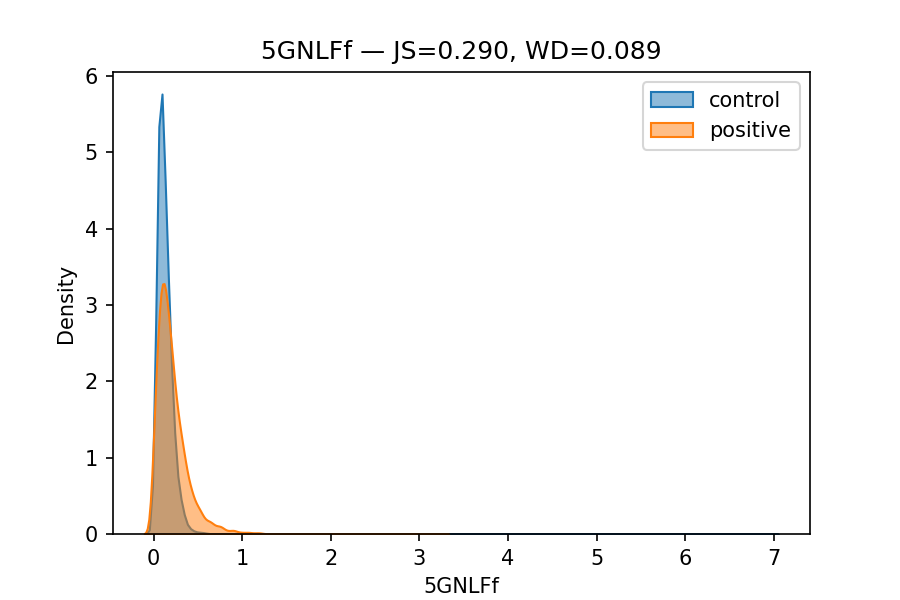 5GNLFf — JS=0.290, WD=0.089
control
positive
6
5
4
3
2
1
0
Density
0 1 2 3 4 5 6 7
5GNLFf